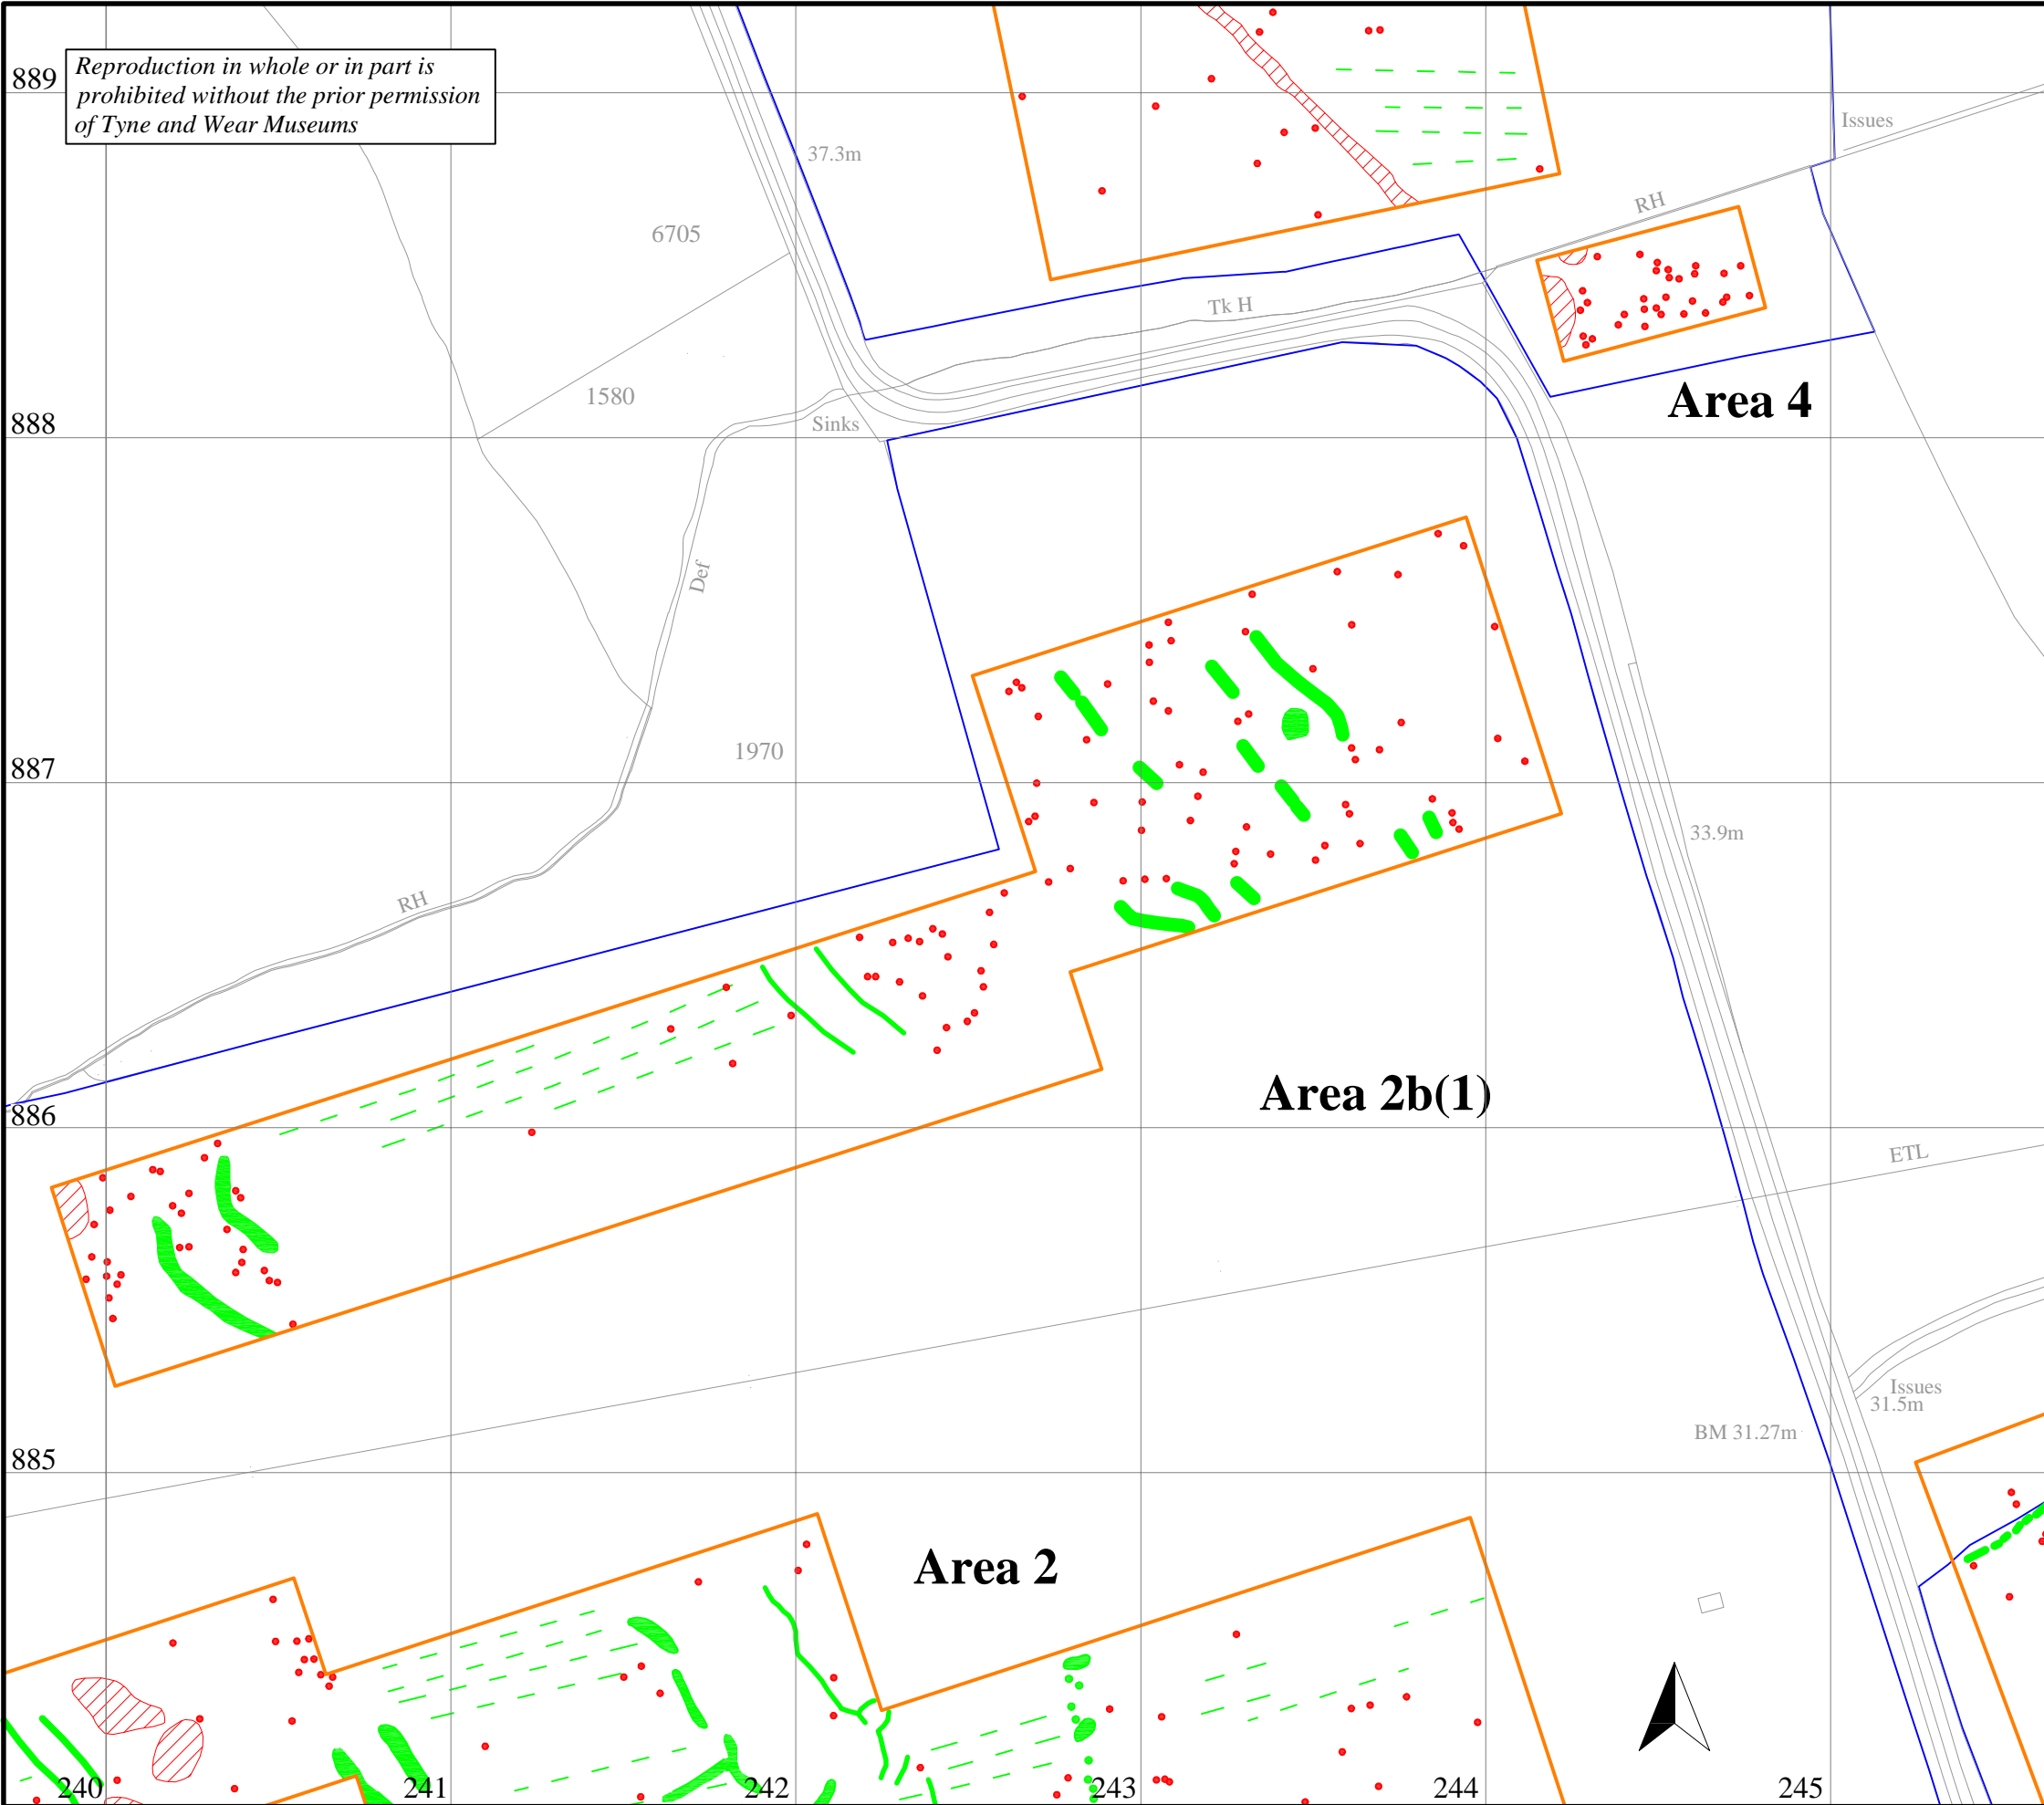 889
Reproduction in whole or in part is
prohibited without the prior permission
of Tyne and Wear Museums
Issues
37.3m
RH
6705
Tk H
1580
Area 4
888
Sinks
Def
1970
887
33.9m
RH
Area 2b(1)
886
ETL
Issues
31.5m
BM 31.27m
885
Area 2
240
241
242
243
244
245